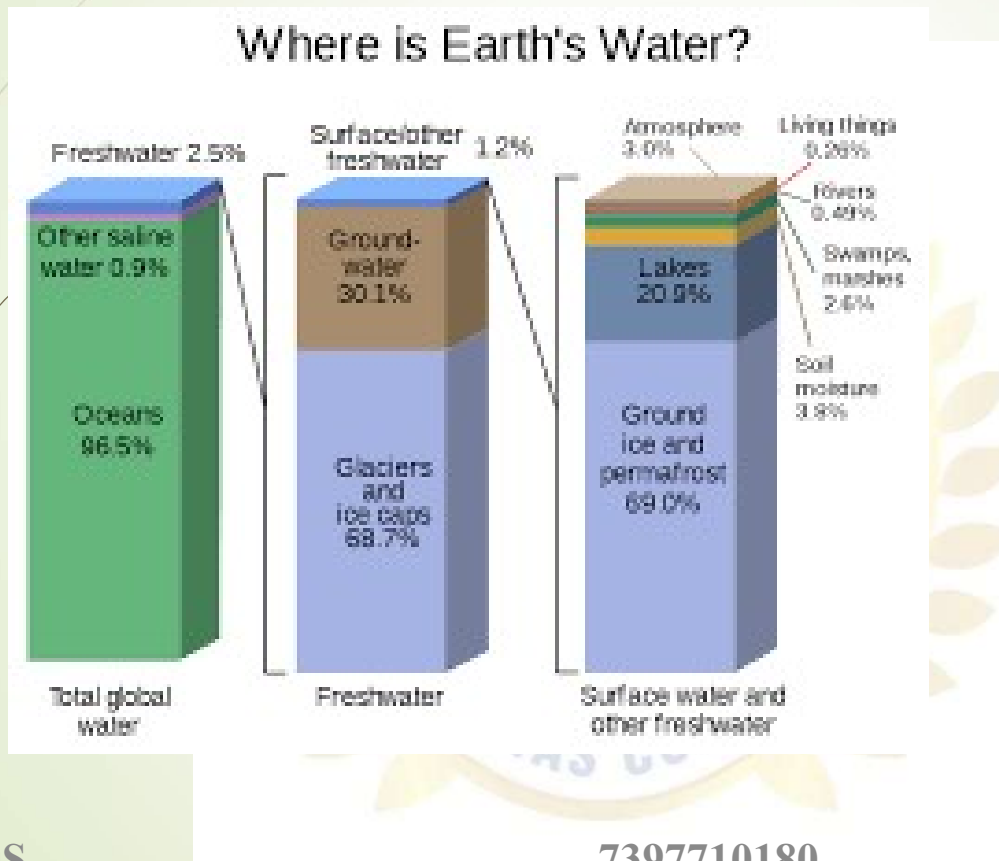 Where is Earth's Water?
Freshwater 2.5%
Other saline
water 0.9%
Oceans
96.5%
Total global
water
Surface/other
freshwater 1.2%
Ground-
water
30.1%
Glaciers
and
ice caps
68.7%
Freshwater
Atmosphere
3.0%
Living things
0.26%
Rivers
0.49%
Swamps,
marshes
2.6%
Soil
moisture
3.8%
Lakes
20.9%
Ground
ice and
permafrost
69.0%
Surface water and
other freshwater
S
7397710180